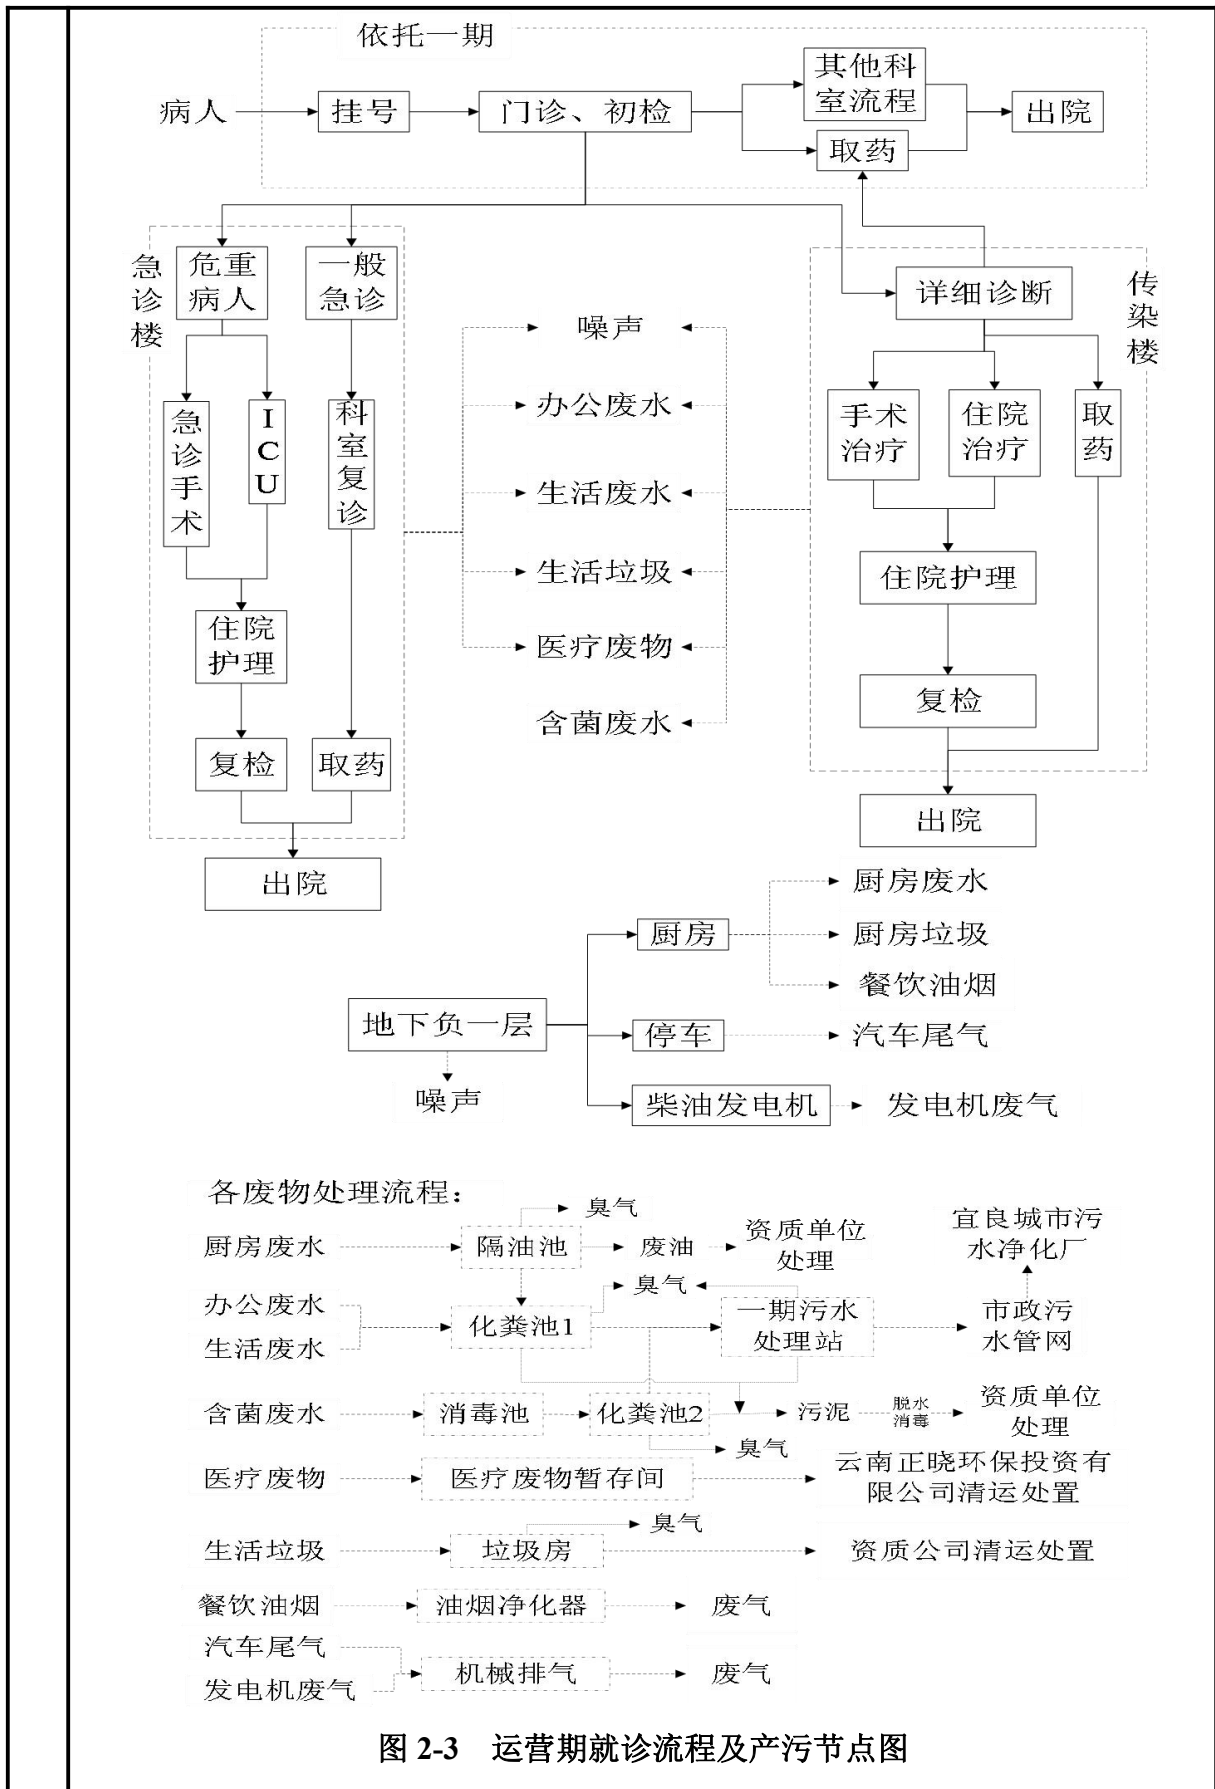 依托一期
病人
挂号
门诊、初检
其他科
室流程
取药
出院
急
诊
楼
危重
病人
一般
急诊
急
诊
手
术
I
C
U
科
室
复
诊
住院
护理
复检
取药
出院
噪声
办公废水
生活废水
生活垃圾
医疗废物
含菌废水
传
染
楼
详细诊断
手术
治疗
住院
治疗
取
药
住院护理
复检
出院
地下负一层
噪声
厨房
厨房废水
厨房垃圾
餐饮油烟
停车
汽车尾气
柴油发电机
发电机废气
各废物处理流程：
厨房废水
隔油池
臭气
废油
资质单位
处理
宜良城市污
水净化厂
办公废水
生活废水
化粪池1
臭气
一期污水
处理站
市政污
水管网
含菌废水
消毒池
化粪池2
臭气
污泥
脱水
消毒
资质单位
处理
医疗废物
医疗废物暂存间
云南正晓环保投资有
限公司清运处置
生活垃圾
垃圾房
臭气
资质公司清运处置
餐饮油烟
油烟净化器
废气
汽车尾气
发电机废气
机械排气
废气
图 2-3 运营期就诊流程及产污节点图